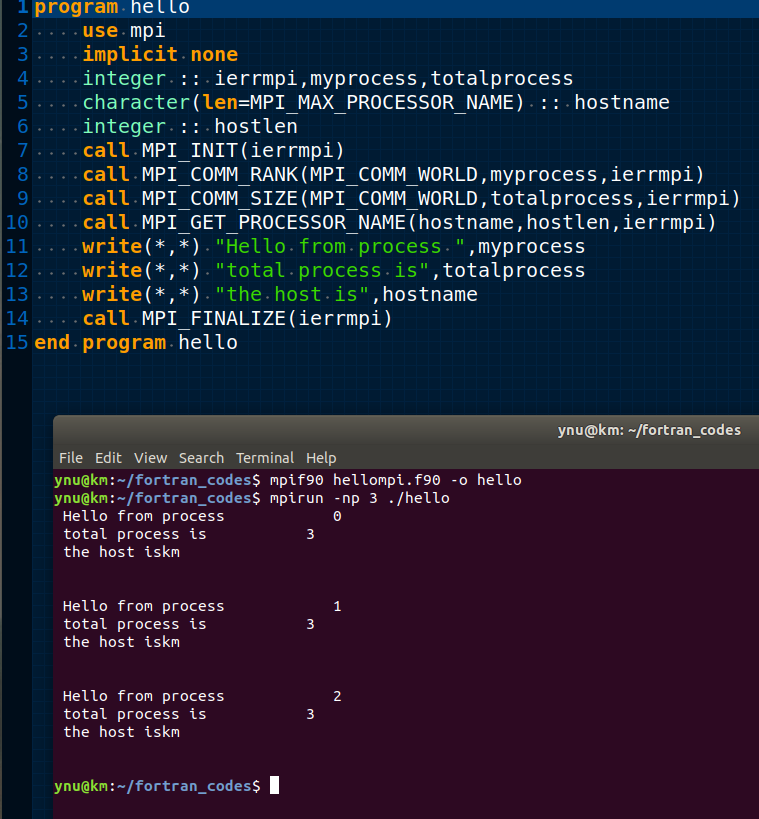 1 program hello
2 ....use mpi
3 ....implicit none
4 ....integer :: ierrmpi,myprocess,totalprocess
5 ....character(len=MPI_MAX_PROCESSOR_NAME) :: hostname
6 ....integer :: hostlen
7 ....call MPI_INIT(ierrmpi)
8 ....call MPI_COMM_RANK(MPI_COMM_WORLD,myprocess,ierrmpi)
9 ....call MPI_COMM_SIZE(MPI_COMM_WORLD,totalprocess,ierrmpi)
10 ....call MPI_GET_PROCESSOR_NAME(hostname,hostlen,ierrmpi)
11 ....write(*,*) "Hello from process ",myprocess
12 ....write(*,*) "total process is",totalprocess
13 ....write(*,*) "the host is",hostname
14 ....call MPI_FINALIZE(ierrmpi)
15 end program hello
ynu@km: ~/fortran_codes
File Edit View Search Terminal Help
ynu@km:~/fortran_codes$ mpif90 hellompi.f90 -o hello
ynu@km:~/fortran_codes$ mpirun -np 3 ./hello
Hello from process 0
total process is 3
the host iskm
Hello from process 1
total process is 3
the host iskm
Hello from process 2
total process is 3
the host iskm
ynu@km:~/fortran_codes$